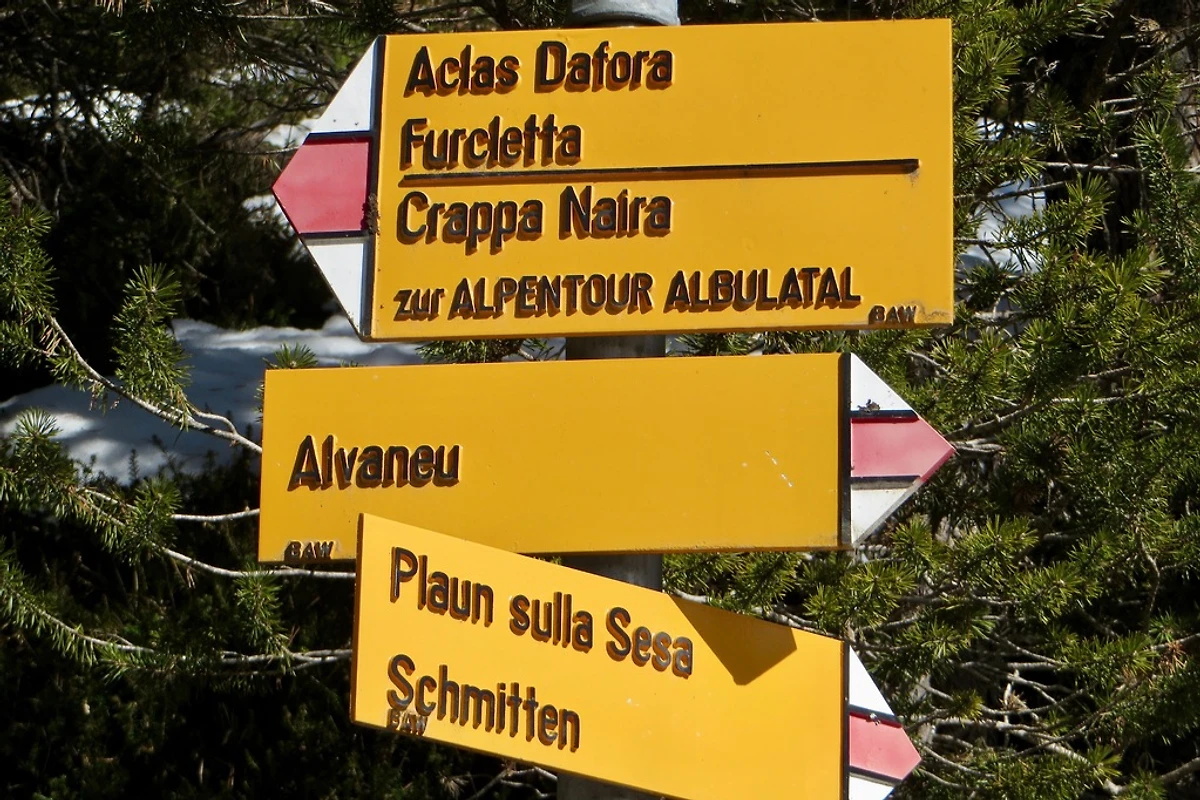 Aclas Dafora
Furcletta
Crappa Naira
zur ALPENTOUR ALBULATAL
BAW
Alvaneu
BAW
Plaun sulla Sesa
Schmitten
BAW